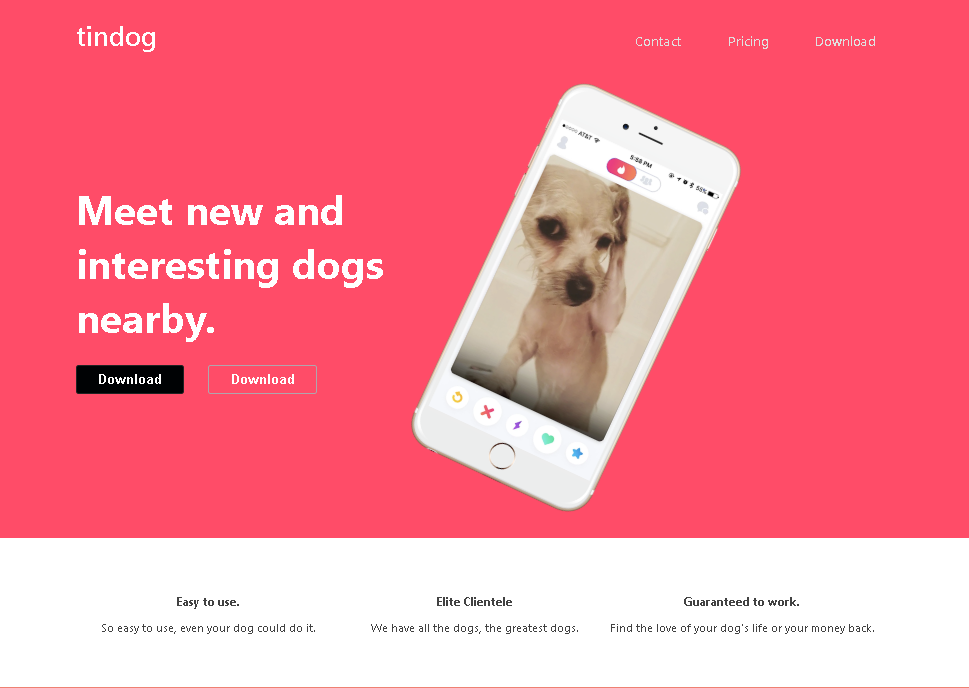 tindog
Contact Pricing Download
AT&T 5:58 PM 55%
Meet new and
interesting dogs
nearby.
Download Download
Easy to use. Elite Clientele Guaranteed to work.
So easy to use, even your dog could do it. We have all the dogs, the greatest dogs. Find the love of your dog's life or your money back.